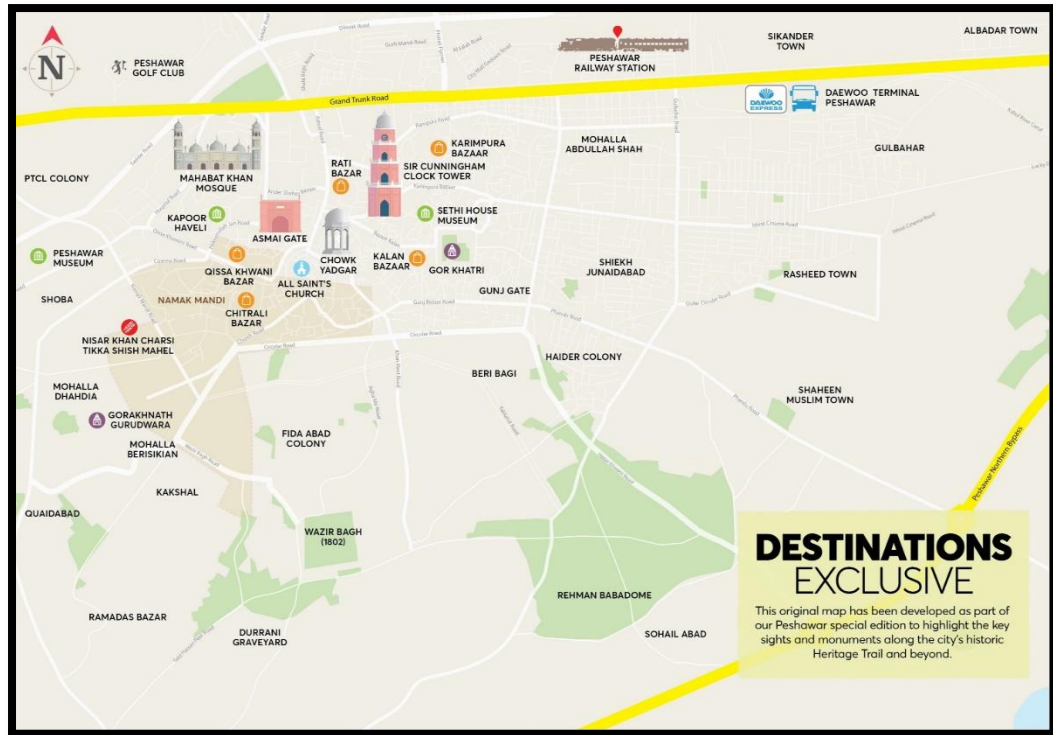 N
PESHAWAR
GOLF CLUB
PESHAWAR
RAILWAY STATION
SIKANDER
TOWN
ALBADAR TOWN
Grand Trunk Road
DAEWOO
EXPRESS
DAEWOO TERMINAL
PESHAWAR
MOHALLA
ABDULLAH SHAH
GULBAHAR
PTCL COLONY
MAHABAT KHAN
MOSQUE
RATI
BAZAR
KARIMPURA
BAZAAR
SIR CUNNINGHAM
CLOCK TOWER
KAPOOR
HAVELI
ASMAI GATE
SETHI HOUSE
MUSEUM
PESHAWAR
MUSEUM
QISSA KHWANI
BAZAR
CHOWK
YADGAR
ALL SAINT'S
CHURCH
KALAN
BAZAAR
GOR KHATRI
SHIEKH
JUNAIDABAD
RASHEED TOWN
SHOBA
NAMAK MANDI
CHITRALI
BAZAR
GUNJ GATE
Circular Road
NISAR KHAN CHARSI
TIKKA SHISH MAHEL
HAIDER COLONY
BERI BAGI
MOHALLA
DHAHDIA
SHAHEEN
MUSLIM TOWN
GORAKHNATH
GURUDWARA
MOHALLA
BERISIKIAN
FIDA ABAD
COLONY
Peshawar Northern Bypass
KAKSHAL
QUAIDABAD
WAZIR BAGH
(1802)
RAMADAS BAZAR
DURRANI
GRAVEYARD
REHMAN BABADOME
SOHAIL ABAD
DESTINATIONS
EXCLUSIVE
This original map has been developed as part of
our Peshawar special edition to highlight the key
sights and monuments along the city's historic
Heritage Trail and beyond.